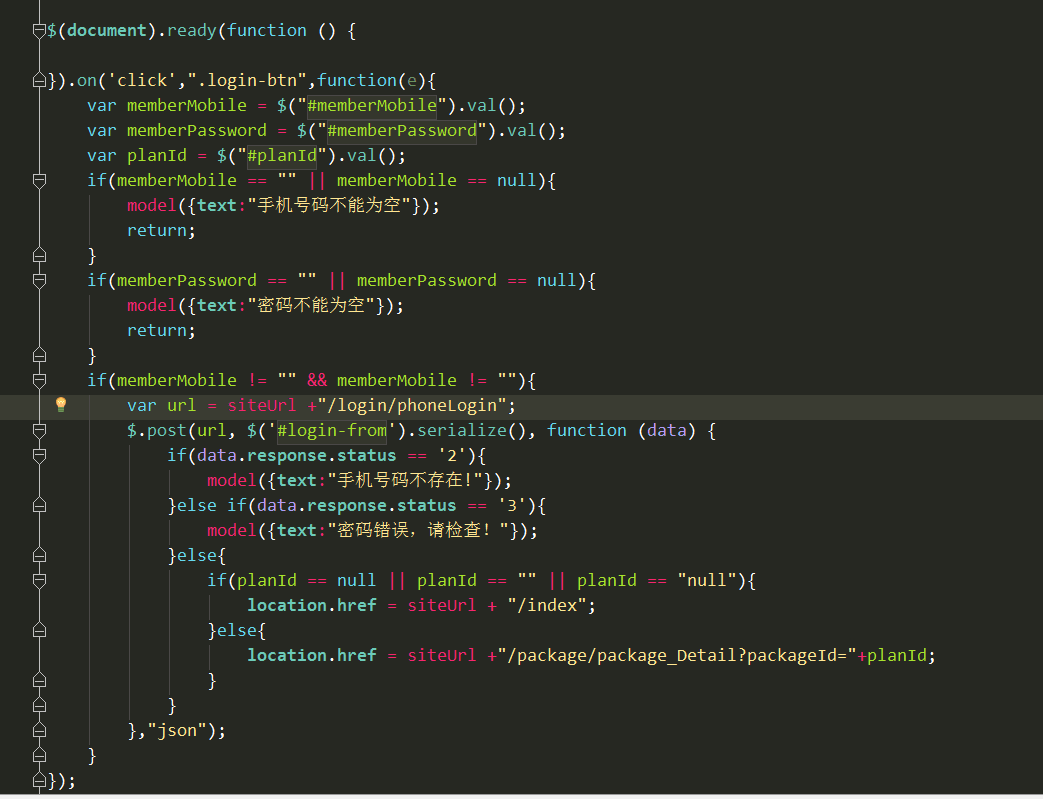 $(document).ready(function () {
}).on('click',".login-btn",function(e){
var memberMobile = $("#memberMobile").val();
var memberPassword = $("#memberPassword").val();
var planId = $("#planId").val();
if(memberMobile == "" || memberMobile == null){
model({text:"手机号码不能为空"});
return;
}
if(memberPassword == "" || memberPassword == null){
model({text:"密码不能为空"});
return;
}
if(memberMobile != "" && memberMobile != ""){
var url = siteUrl +"/login/phoneLogin";
$.post(url, $('#login-from').serialize(), function (data) {
if(data.response.status == '2'){
model({text:"手机号码不存在!"});
}else if(data.response.status == '3'){
model({text:"密码错误，请检查！"});
}else{
if(planId == null || planId == "" || planId == "null"){
location.href = siteUrl + "/index";
}else{
location.href = siteUrl +"/package/package_Detail?packageId="+planId;
}
}
},"json");
}
});